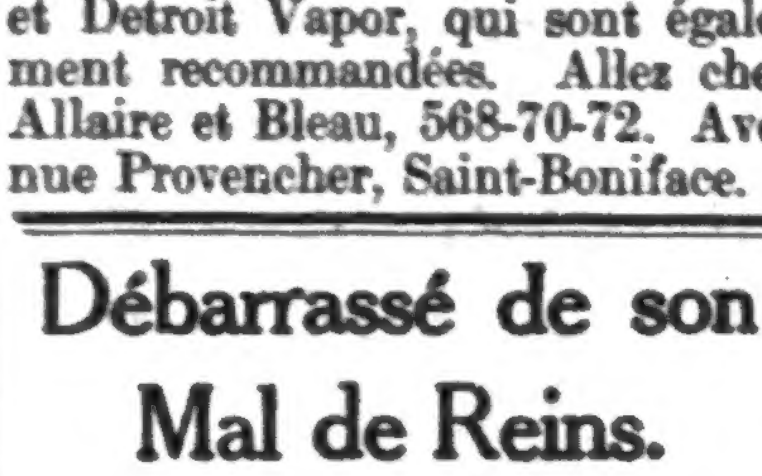 et Detroit Vapor, qui sont égale
ment recommandées. Allez che
Allaire et Bleau, 568-70-72. Ave
nue Provencher, Saint-Boniface.
Débarrassé de son
Mal de Reins.